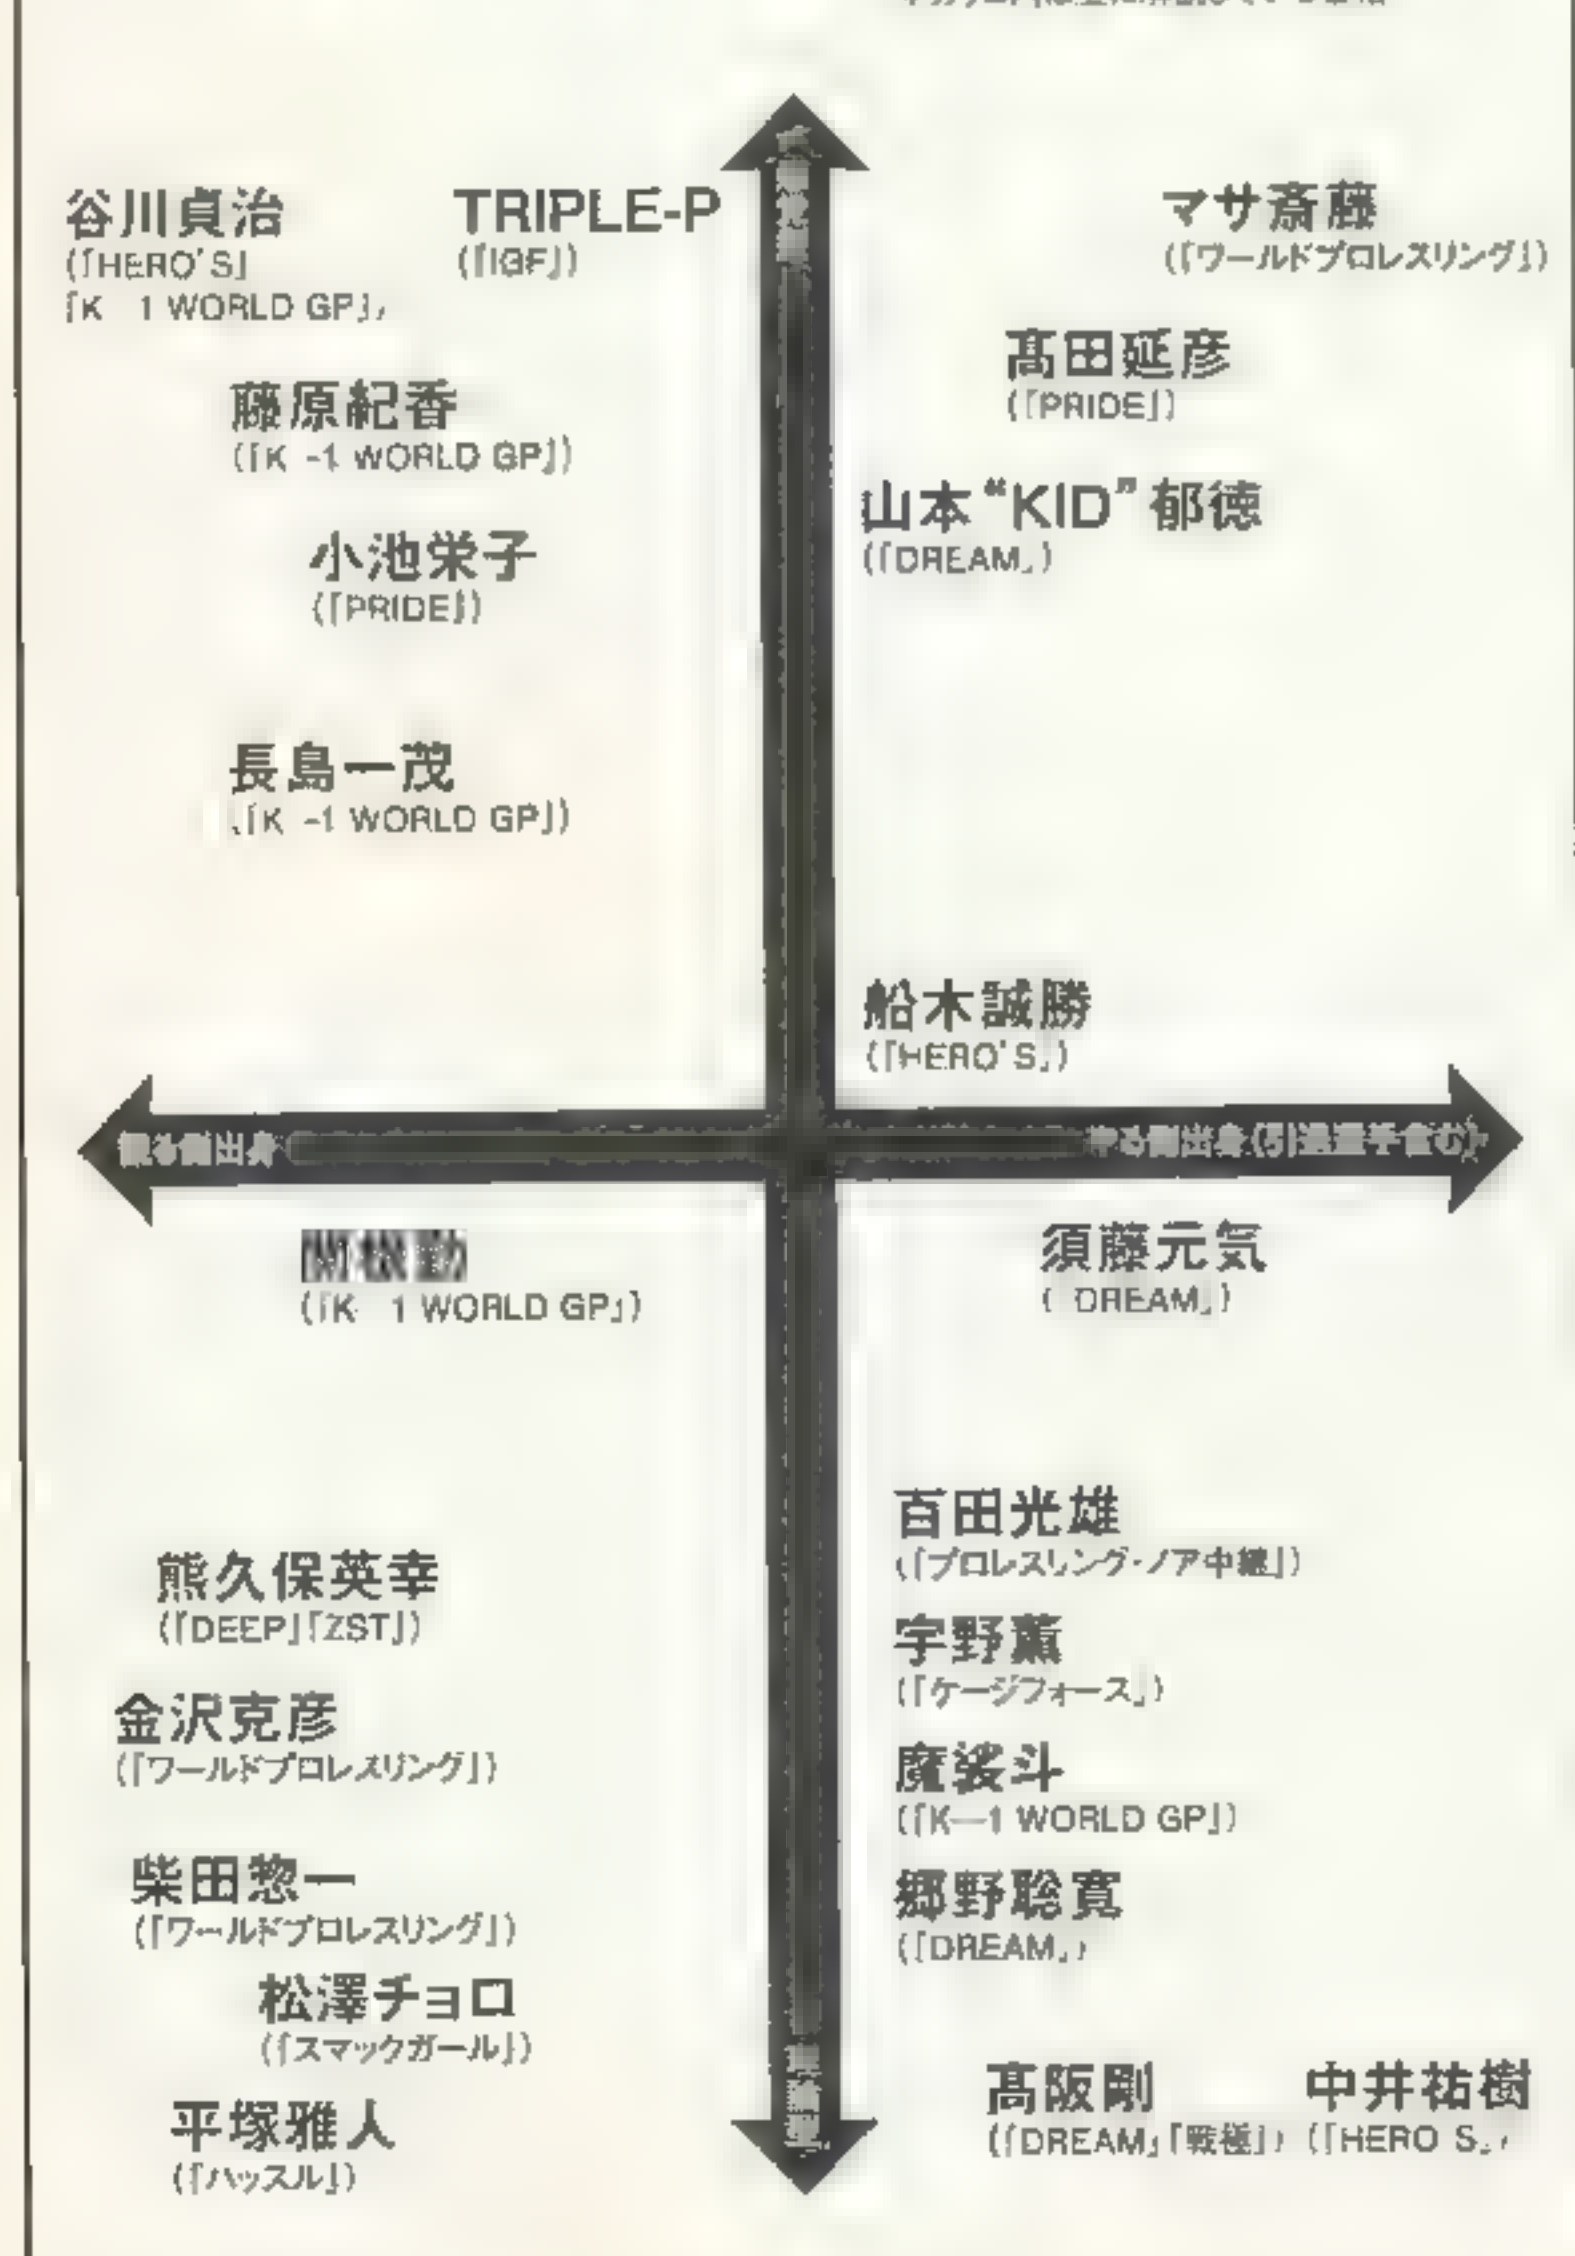 谷川貞治
(「HERO'S」
「K 1 WORLD GP」)
TRIPLE-P
(「IGF」)
マサ斎藤
(「ワールドプロレスリング」)
髙田延彦
(「PRIDE」)
藤原紀香
(「K -1 WORLD GP」)
山本“KID”郁徳
(「DREAM」)
小池栄子
(「PRIDE」)
長島一茂
(「K -1 WORLD GP」)
船木誠勝
(「HERO'S」)
観る側出身
やる側出身(引退選手含む)
(「K 1 WORLD GP」)
須藤元気
( DREAM」)
百田光雄
(「プロレスリング・ノア中継」)
熊久保英幸
(「DEEP」「ZST」)
宇野薫
(「ケージフォース」)
金沢克彦
(「ワールドプロレスリング」)
魔裟斗
(「K―1 WORLD GP」)
柴田惣一
(「ワールドプロレスリング」)
郷野聡寛
(「DREAM」)
松澤チョロ
(「スマックガール」)
髙阪剛
(「DREAM」「戦極」)
中井祐樹
(「HERO S」)
平塚雅人
(「ハッスル」)